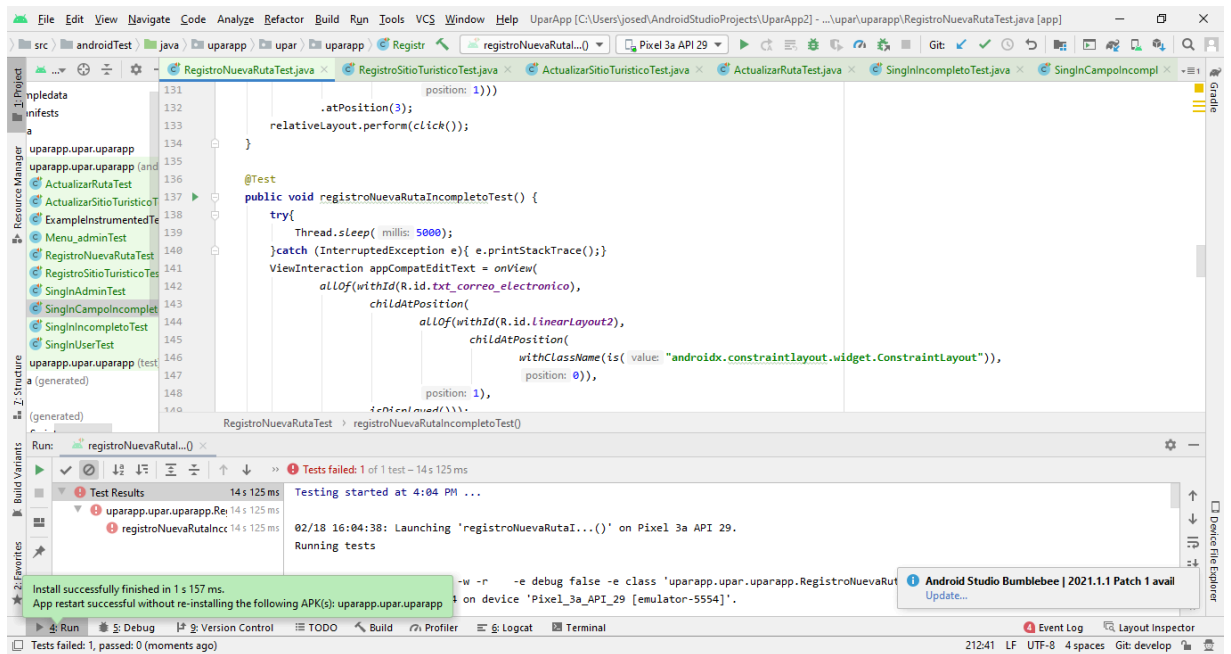 File Edit View Navigate Code Analyze Refactor Build Run Tools VCS Window Help UparApp [C:\Users\josed\AndroidStudioProjects\UparApp2] - ...\upar\uparapp\RegistroNuevaRutaTest.java [app]
src androidTest java uparapp upar uparapp Registr registroNuevaRutaI...() Pixel 3a API 29 Git:
1: Project
Resource Manager
7: Structure
Build Variants
2: Favorites
RegistroNuevaRutaTest.java RegistroSitioTuristicoTest.java ActualizarSitioTuristicoTest.java ActualizarRutaTest.java SingInIncompletoTest.java SingInCampoIncompl 1
mpledata
nifests
a
uparapp.upar.uparapp
uparapp.upar.uparapp (and
ActualizarRutaTest
ActualizarSitioTuristicoT
ExampleInstrumentedTe
Menu_adminTest
RegistroNuevaRutaTest
RegistroSitioTuristicoTes
SingInAdminTest
SingInCampoIncomplet
SingInIncompletoTest
SingInUserTest
uparapp.upar.uparapp (test
a (generated)
(generated)
131 position: 1)))
132 .atPosition(3);
133 relativeLayout.perform(click());
134 }
135
136 @Test
137 public void registroNuevaRutaIncompletoTest() {
138 try{
139 Thread.sleep( millis: 5000);
140 }catch (InterruptedException e){ e.printStackTrace();}
141 ViewInteraction appCompatEditText = onView(
142 allOf(withId(R.id.txt_correo_electronico),
143 childAtPosition(
144 allOf(withId(R.id.linearLayout2),
145 childAtPosition(
146 withClassName(is( value: "androidx.constraintlayout.widget.ConstraintLayout")),
147 position: 0)),
148 position: 1),
149 isDisplayed()));
RegistroNuevaRutaTest > registroNuevaRutaIncompletoTest()
Gradle
Device File Explorer
Run: registroNuevaRutaI...()
>> Tests failed: 1 of 1 test – 14 s 125 ms
Test Results 14 s 125 ms
uparapp.upar.uparapp.Re 14 s 125 ms
registroNuevaRutaInc 14 s 125 ms
Testing started at 4:04 PM ...
02/18 16:04:38: Launching 'registroNuevaRutaI...()' on Pixel 3a API 29.
Running tests
-w -r -e debug false -e class 'uparapp.upar.uparapp.RegistroNuevaRut
on device 'Pixel_3a_API_29 [emulator-5554]'.
Install successfully finished in 1 s 157 ms.
App restart successful without re-installing the following APK(s): uparapp.upar.uparapp
Android Studio Bumblebee | 2021.1.1 Patch 1 avail
Update...
4: Run 5: Debug 9: Version Control TODO Build Profiler 6: Logcat Terminal Event Log Layout Inspector
Tests failed: 1, passed: 0 (moments ago) 212:41 LF UTF-8 4 spaces Git: develop